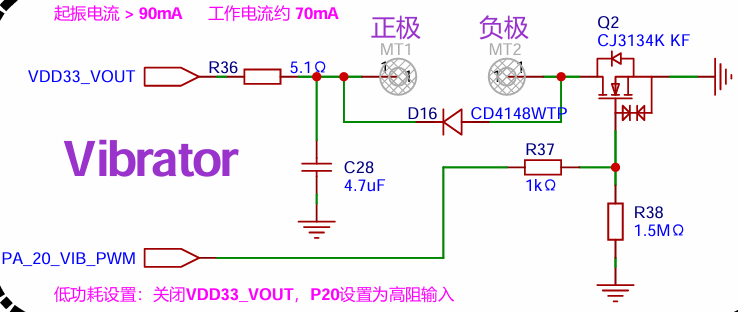 起振电流 > 90mA 工作电流约 70mA
正极 负极
MT1 MT2
Q2
CJ3134K KF
VDD33_VOUT
R36
5.1Ω
1 1
1 1
D16
CD4148WTP
Vibrator
C28
4.7uF
R37
1kΩ
R38
1.5MΩ
PA_20_VIB_PWM
低功耗设置：关闭VDD33_VOUT，P20设置为高阻输入